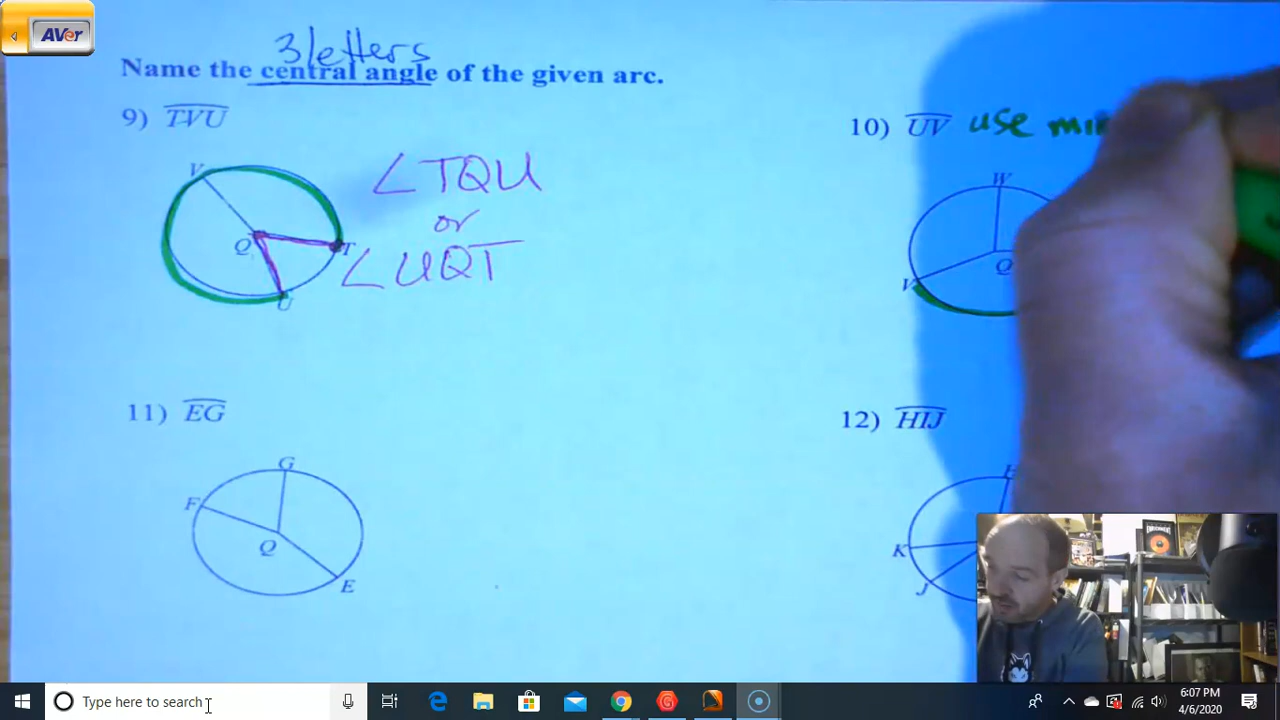 AVer
3 letters
Name the central angle of the given arc.
9) TVU
∠TQU
or
∠UQT
V
Q
T
U
10) UV use
W
Q
V
11) EG
G
F
Q
E
12) HIJ
K
J
Type here to search
6:07 PM
4/6/2020